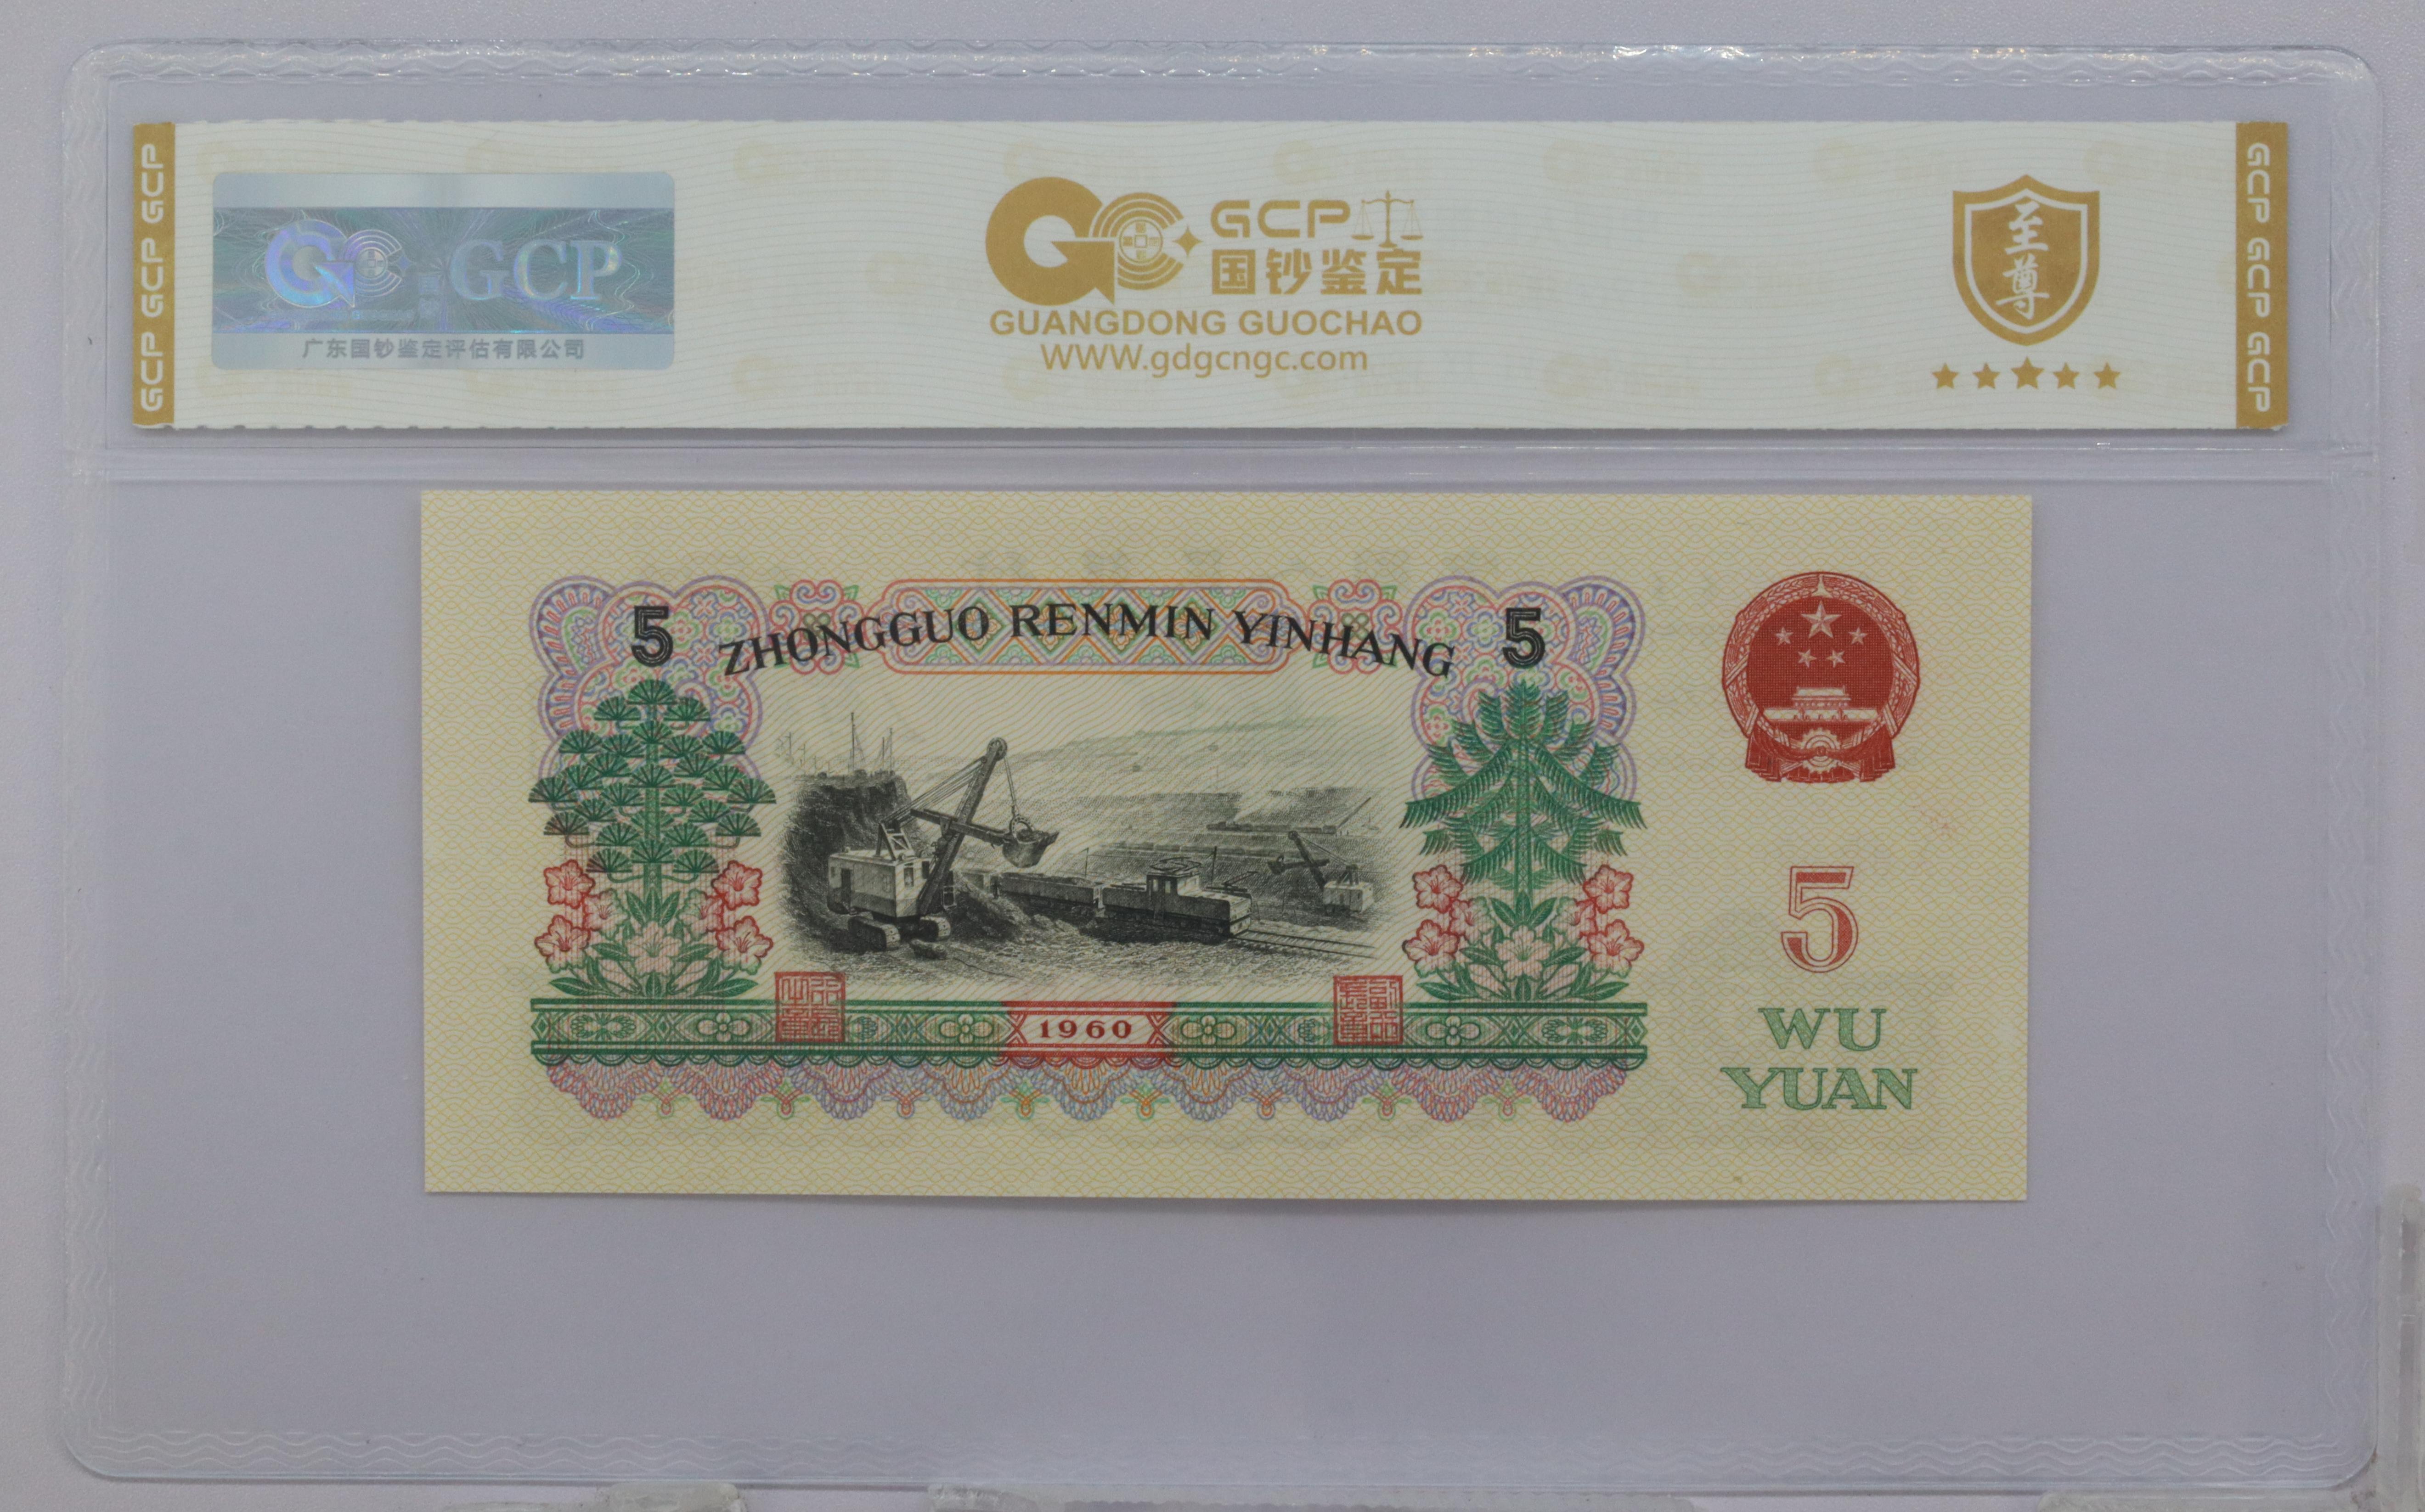 GCP GCP GCP
GCP
广东国钞鉴定评估有限公司
GCP
国钞鉴定
GUANGDONG GUOCHAO
WWW.gdgcngc.com
至
尊
GCP GCP GCP
5 ZHONGGUO RENMIN YINHANG 5
5
WU
YUAN
1960